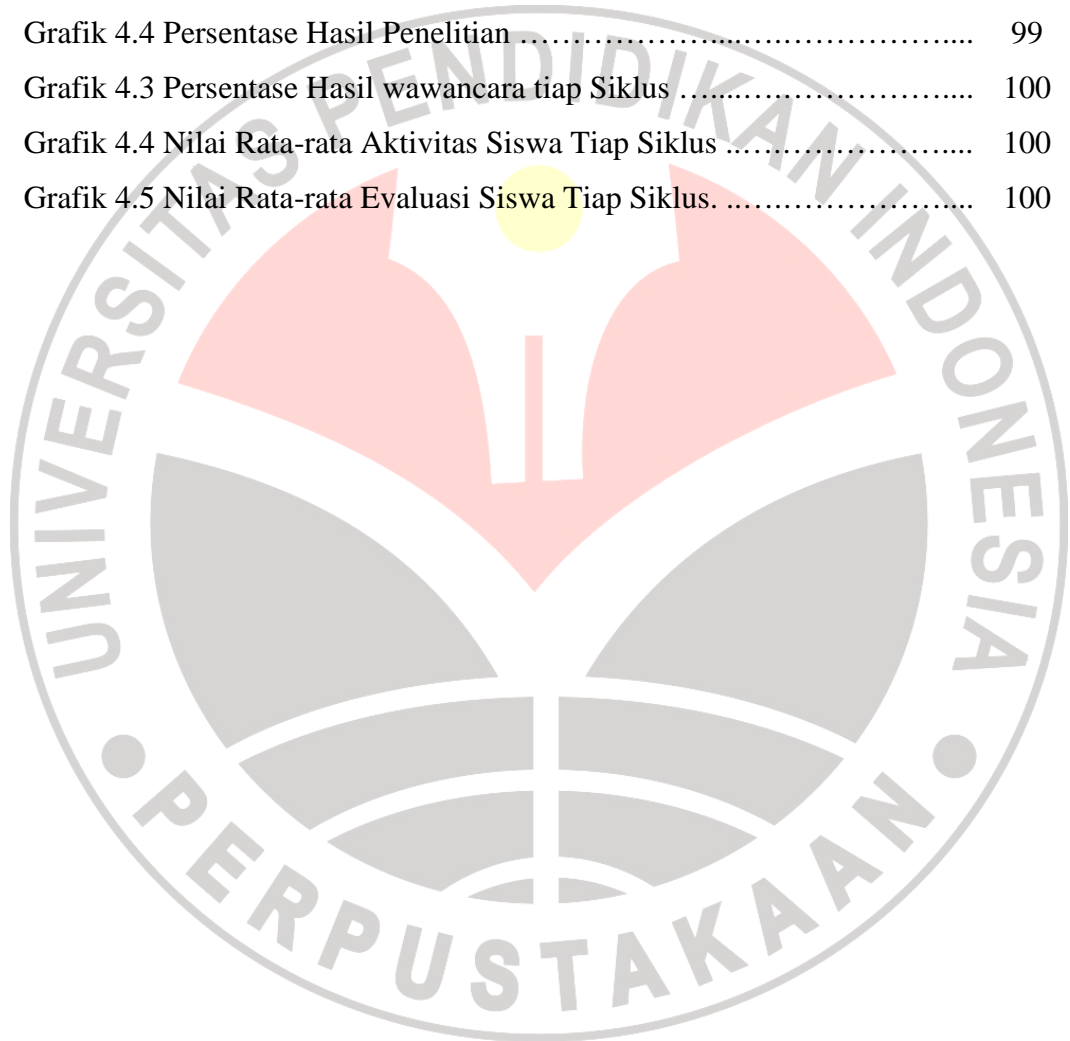 Grafik 4.4 Persentase Hasil Penelitian ……………….....….……………….... 99
Grafik 4.3 Persentase Hasil wawancara tiap Siklus …....….……………….... 100
Grafik 4.4 Nilai Rata-rata Aktivitas Siswa Tiap Siklus ..…………………..... 100
Grafik 4.5 Nilai Rata-rata Evaluasi Siswa Tiap Siklus. ..….……………….... 100
UNIVERSITAS PENDIDIKAN INDONESIA
PERPUSTAKAAN